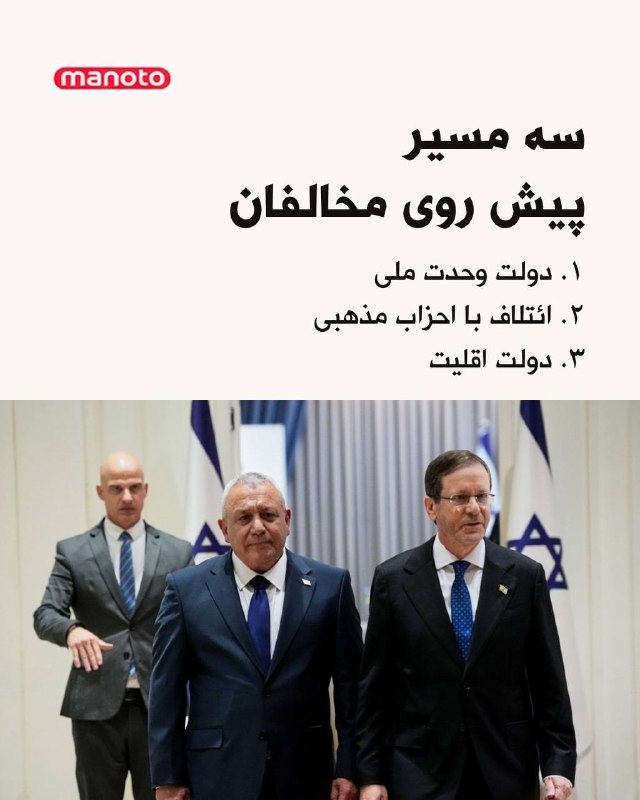 manoto
سه مسیر
پیش روی مخالفان
۱. دولت وحدت ملی
۲. ائتلاف با احزاب مذهبی
۳. دولت اقلیت